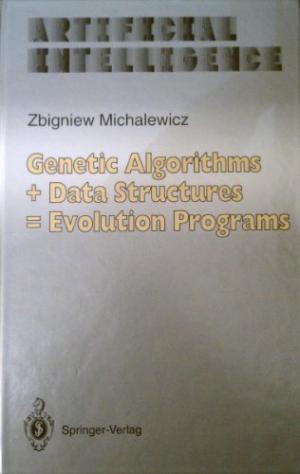 ARTIFICIAL
INTELLIGENCE
Zbigniew Michalewicz
Genetic Algorithms
+ Data Structures
= Evolution Programs
Springer-Verlag